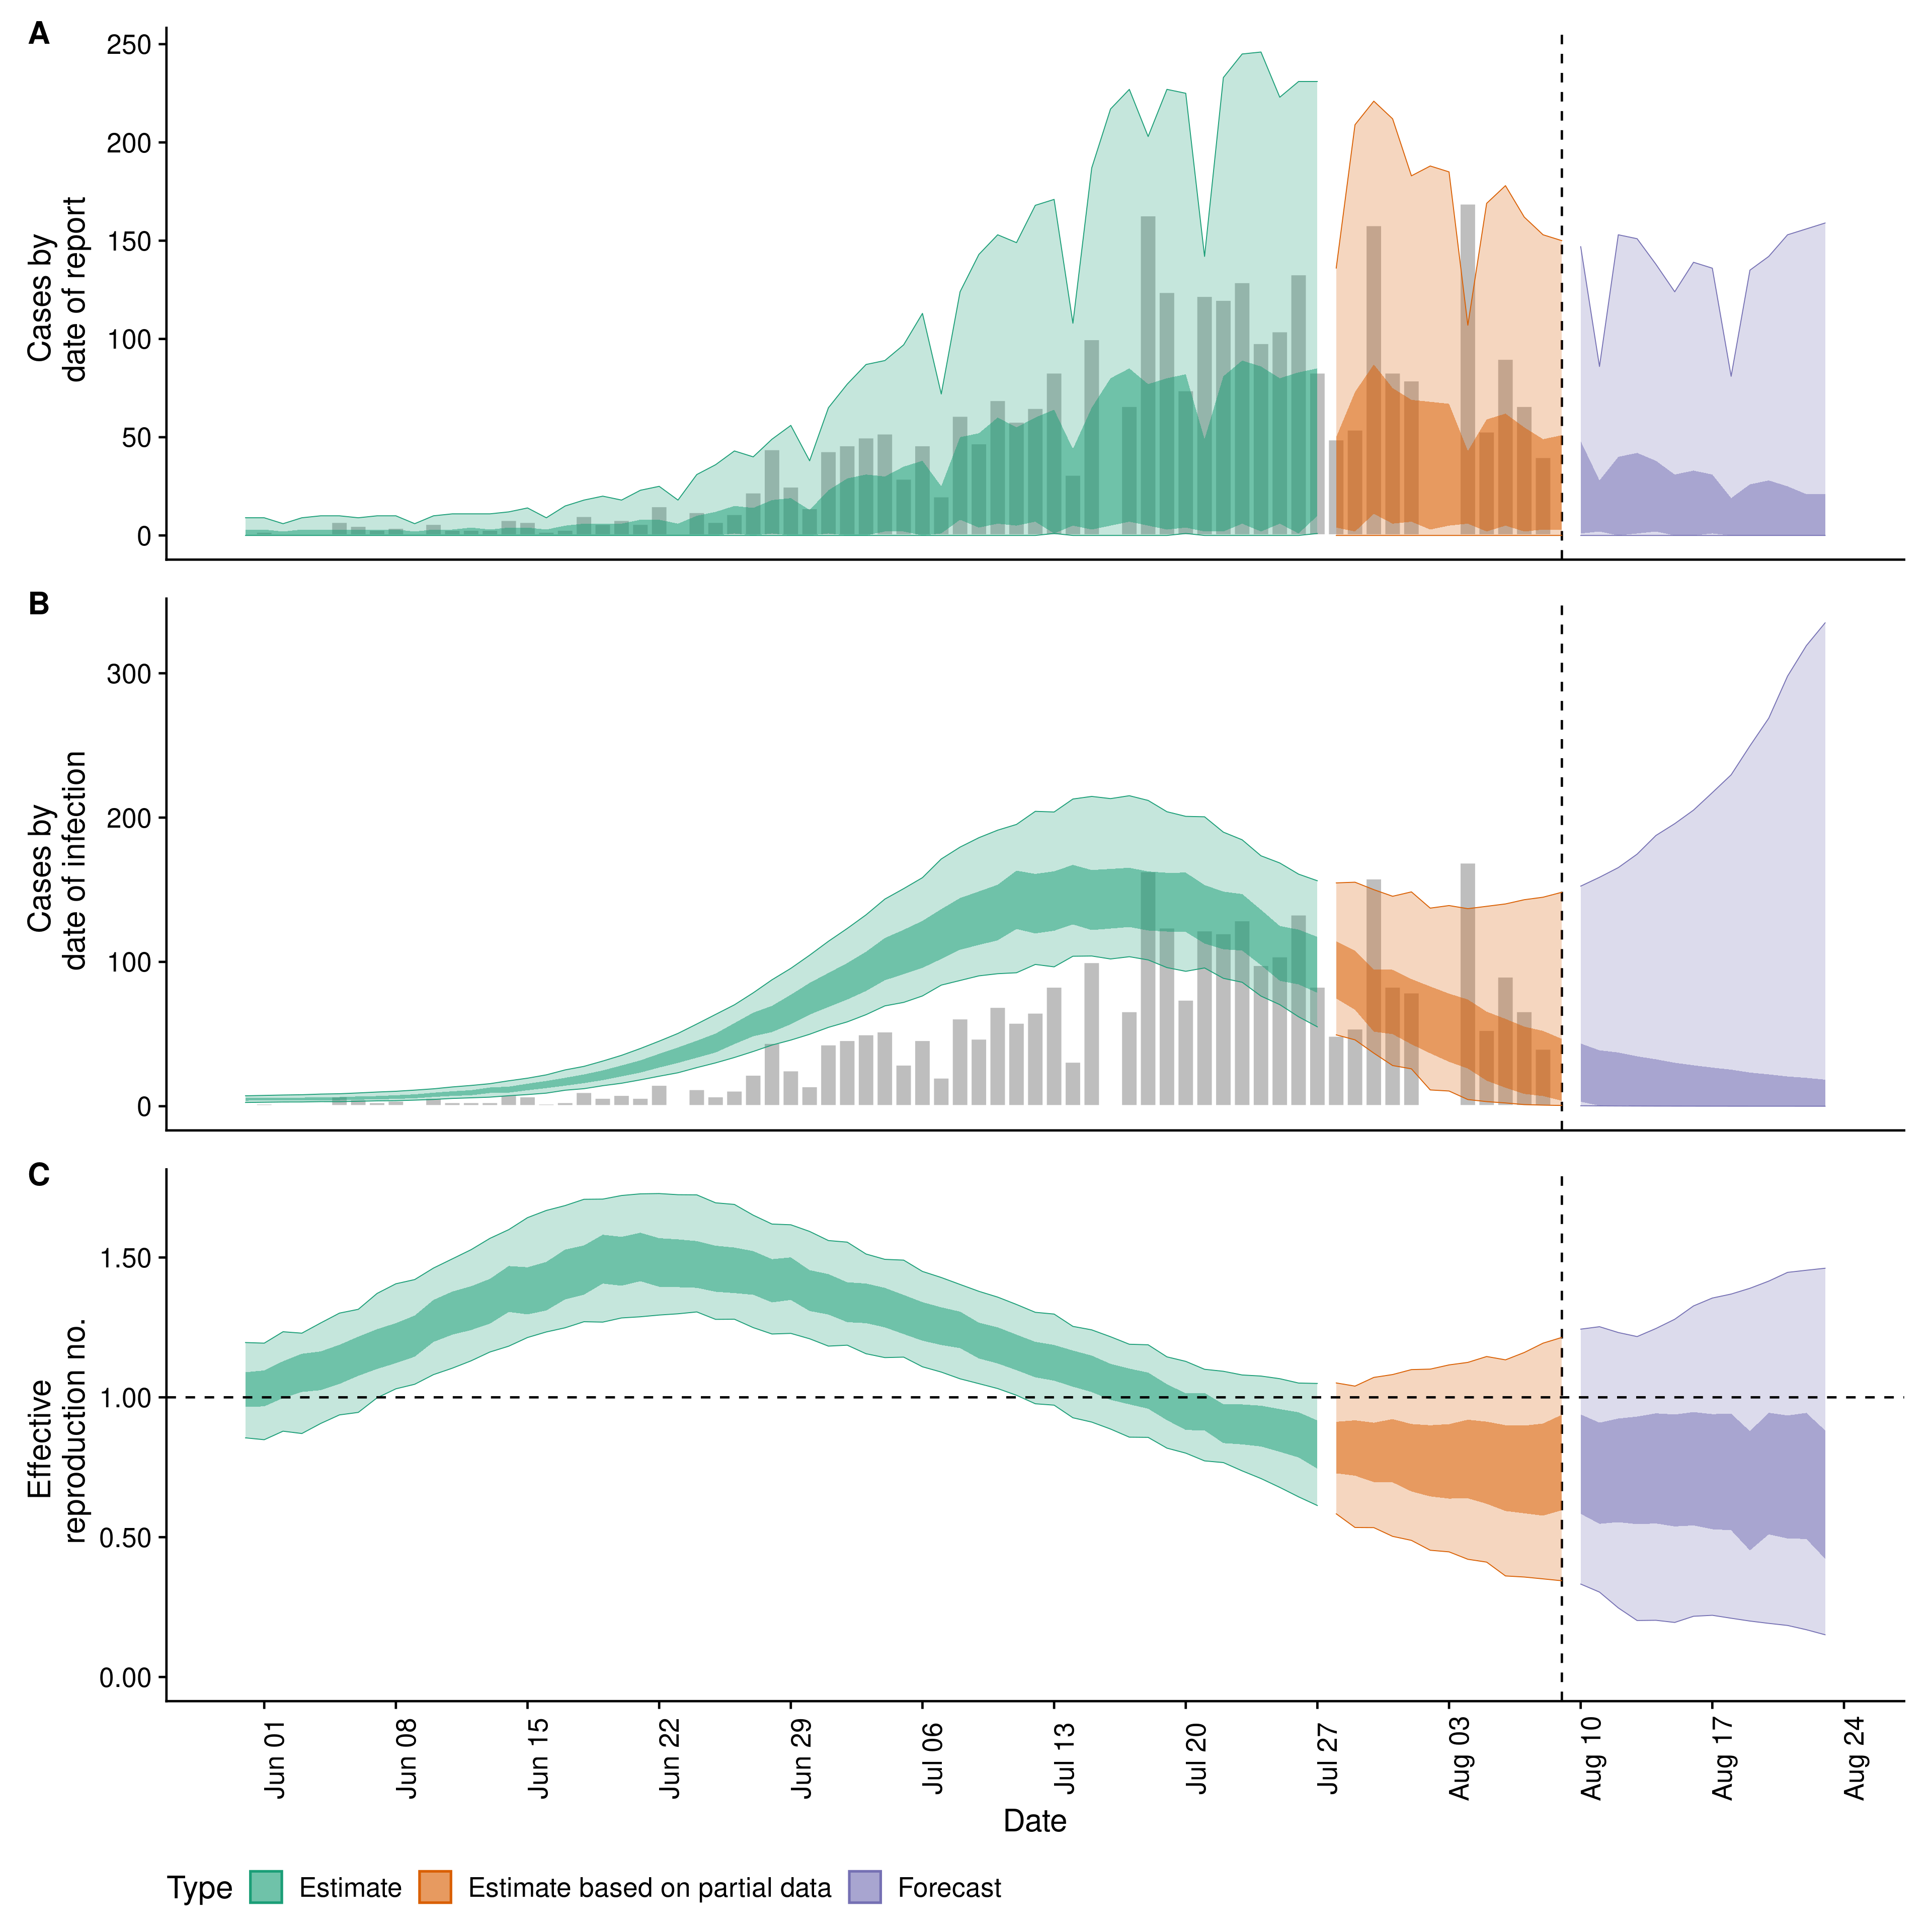 A
250
200
150
100
50
0
Cases by
date of report
B
300
200
100
0
Cases by
date of infection
C
1.50
1.00
0.50
0.00
Effective
reproduction no.
Jun 01
Jun 08
Jun 15
Jun 22
Jun 29
Jul 06
Jul 13
Jul 20
Jul 27
Aug 03
Aug 10
Aug 17
Aug 24
Date
Type Estimate Estimate based on partial data Forecast